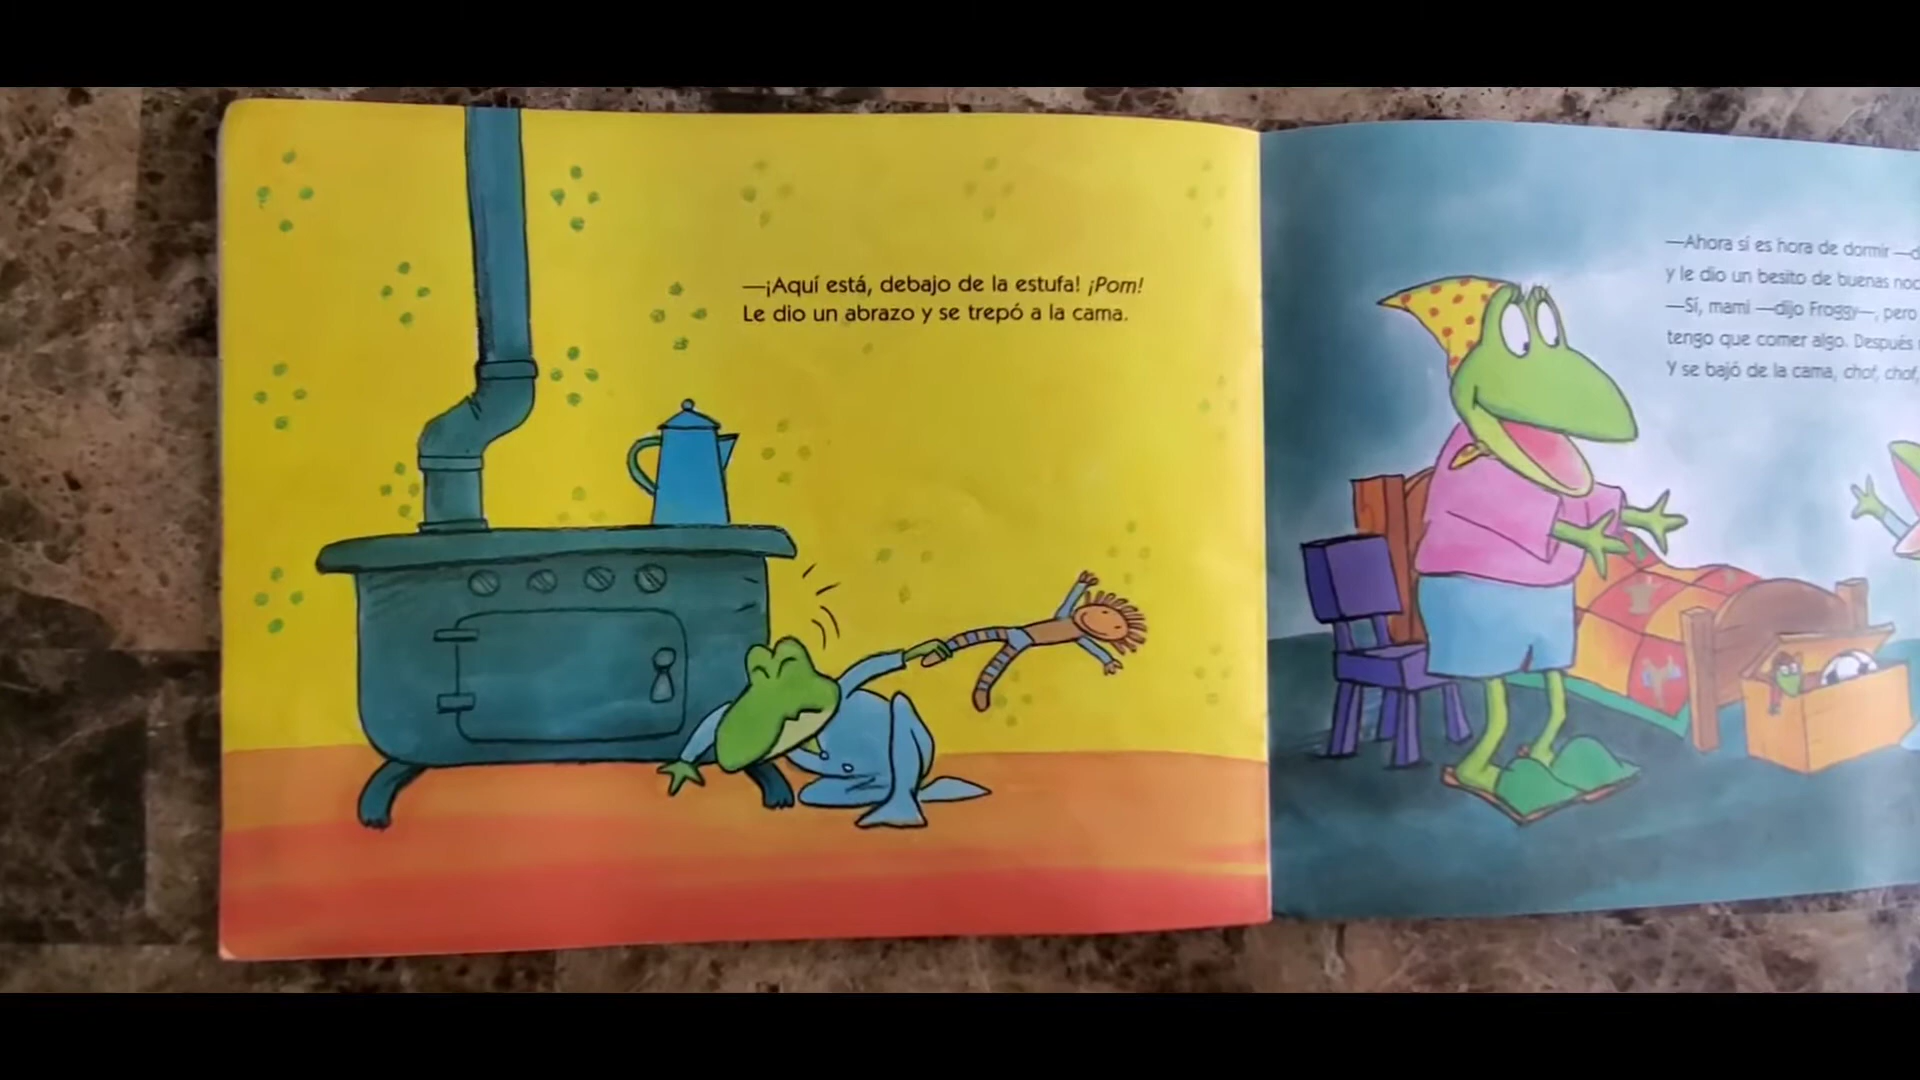 —¡Aquí está, debajo de la estufa! ¡Pom!
Le dio un abrazo y se trepó a la cama.
—Ahora sí es hora de dormir —d
y le dio un besito de buenas noc
—Sí, mami —dijo Froggy—, pero
tengo que comer algo. Después
Y se bajó de la cama, chof, chof,